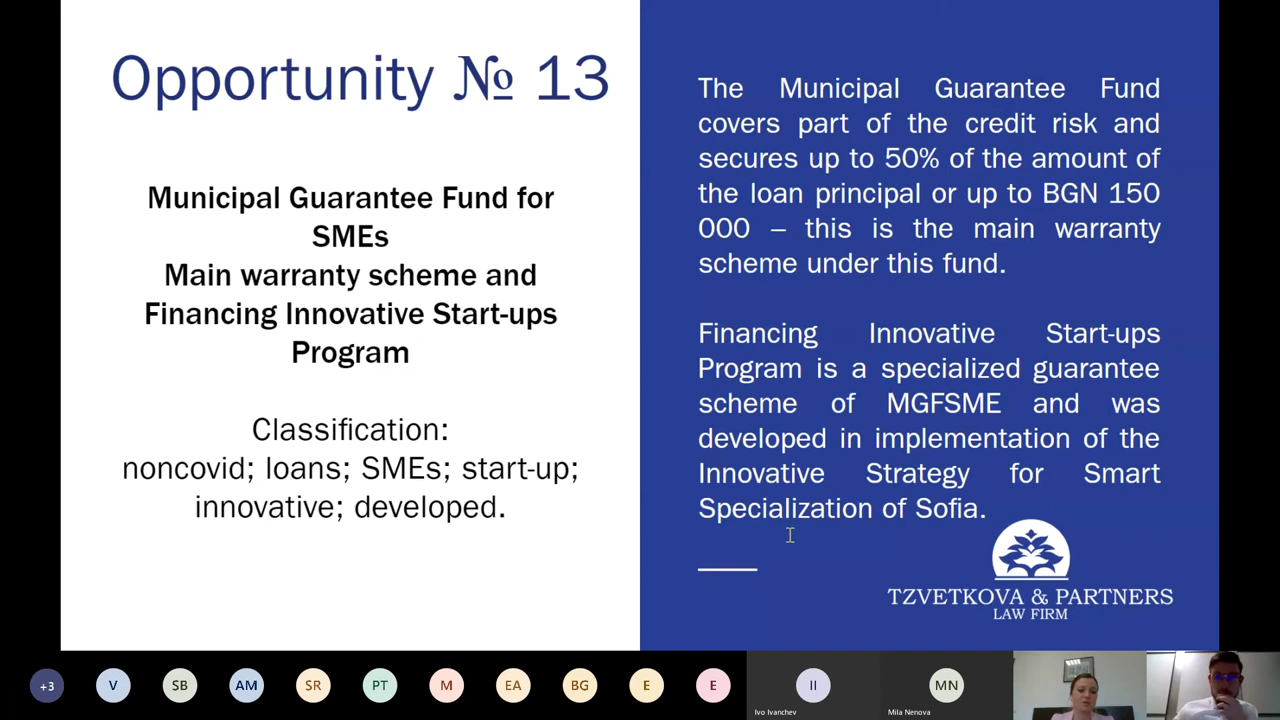 Opportunity № 13
Municipal Guarantee Fund for
SMEs
Main warranty scheme and
Financing Innovative Start-ups
Program
Classification:
noncovid; loans; SMEs; start-up;
innovative; developed.
The Municipal Guarantee Fund
covers part of the credit risk and
secures up to 50% of the amount of
the loan principal or up to BGN 150
000 – this is the main warranty
scheme under this fund.
Financing Innovative Start-ups
Program is a specialized guarantee
scheme of MGFSME and was
developed in implementation of the
Innovative Strategy for Smart
Specialization of Sofia.
TZVETKOVA & PARTNERS
LAW FIRM
+3 V SB AM SR PT M EA BG E E II MN
Ivo Ivanchev Mila Nenova